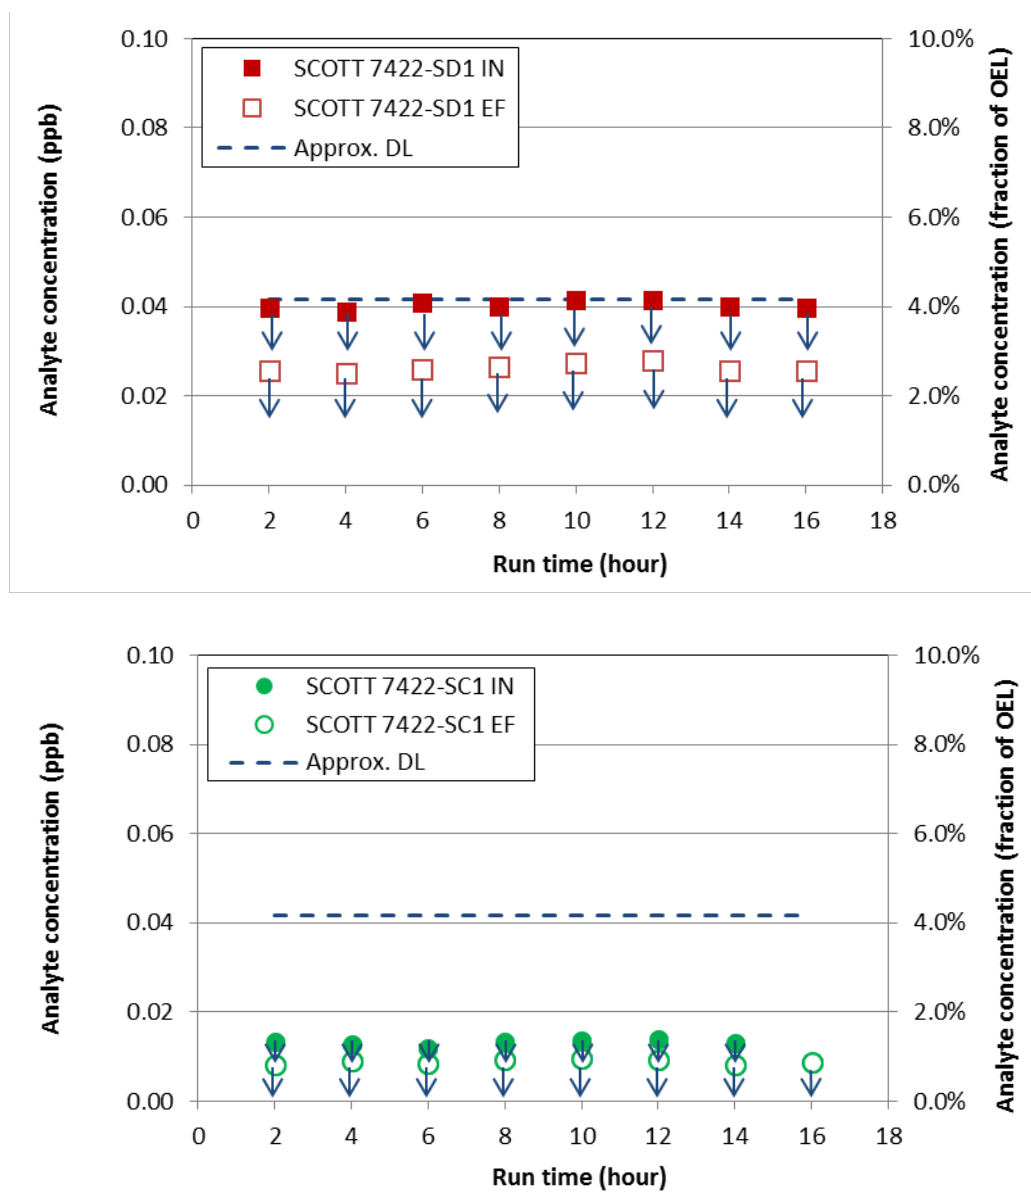 Analyte concentration (ppb)
0.10
0.08
0.06
0.04
0.02
0.00
SCOTT 7422-SD1 IN
SCOTT 7422-SD1 EF
Approx. DL
10.0%
8.0%
6.0%
4.0%
2.0%
0.0%
Analyte concentration (fraction of OEL)
0 2 4 6 8 10 12 14 16 18
Run time (hour)
Analyte concentration (ppb)
0.10
0.08
0.06
0.04
0.02
0.00
SCOTT 7422-SC1 IN
SCOTT 7422-SC1 EF
Approx. DL
10.0%
8.0%
6.0%
4.0%
2.0%
0.0%
Analyte concentration (fraction of OEL)
0 2 4 6 8 10 12 14 16 18
Run time (hour)